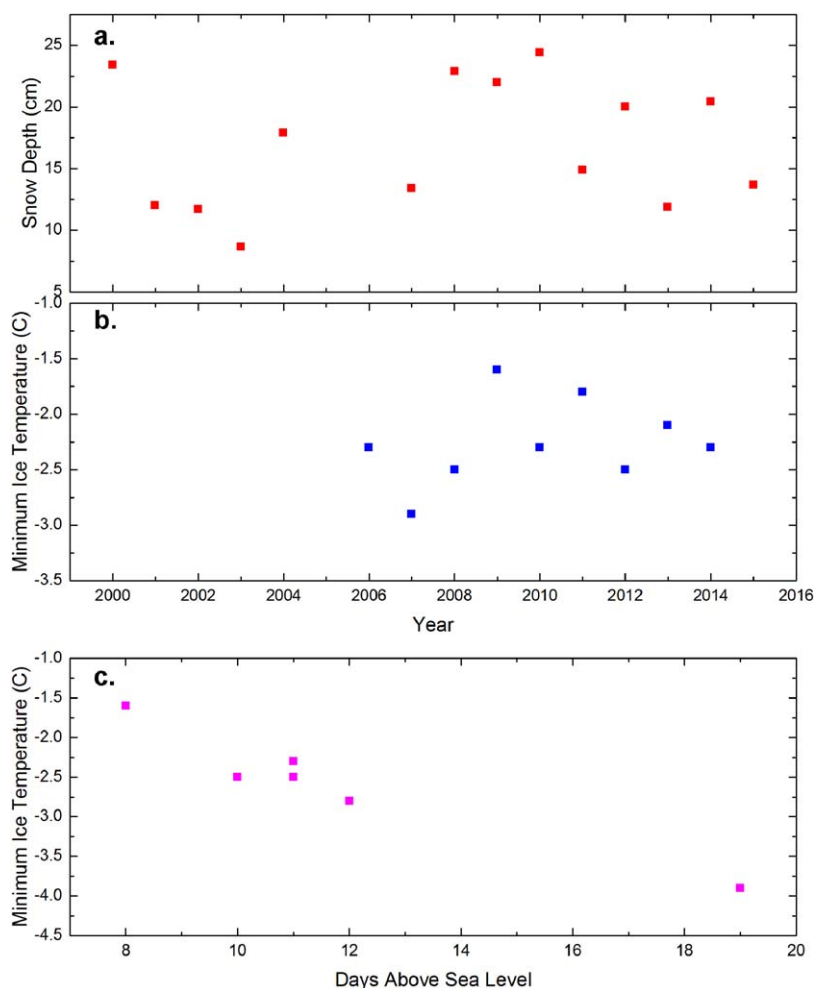 a.
25
20
15
10
5
Snow Depth (cm)
b.
-1.0
-1.5
-2.0
-2.5
-3.0
-3.5
Minimum Ice Temperature (C)
2000 2002 2004 2006 2008 2010 2012 2014 2016
Year
c.
-1.0
-1.5
-2.0
-2.5
-3.0
-3.5
-4.0
-4.5
Minimum Ice Temperature (C)
8 10 12 14 16 18 20
Days Above Sea Level